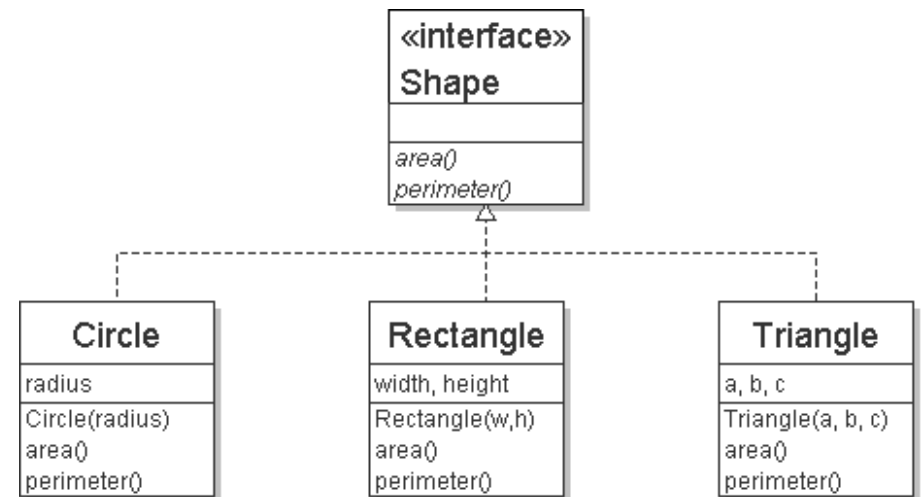 «interface»
Shape
area()
perimeter()
Circle
radius
Circle(radius)
area()
perimeter()
Rectangle
width, height
Rectangle(w,h)
area()
perimeter()
Triangle
a, b, c
Triangle(a, b, c)
area()
perimeter()